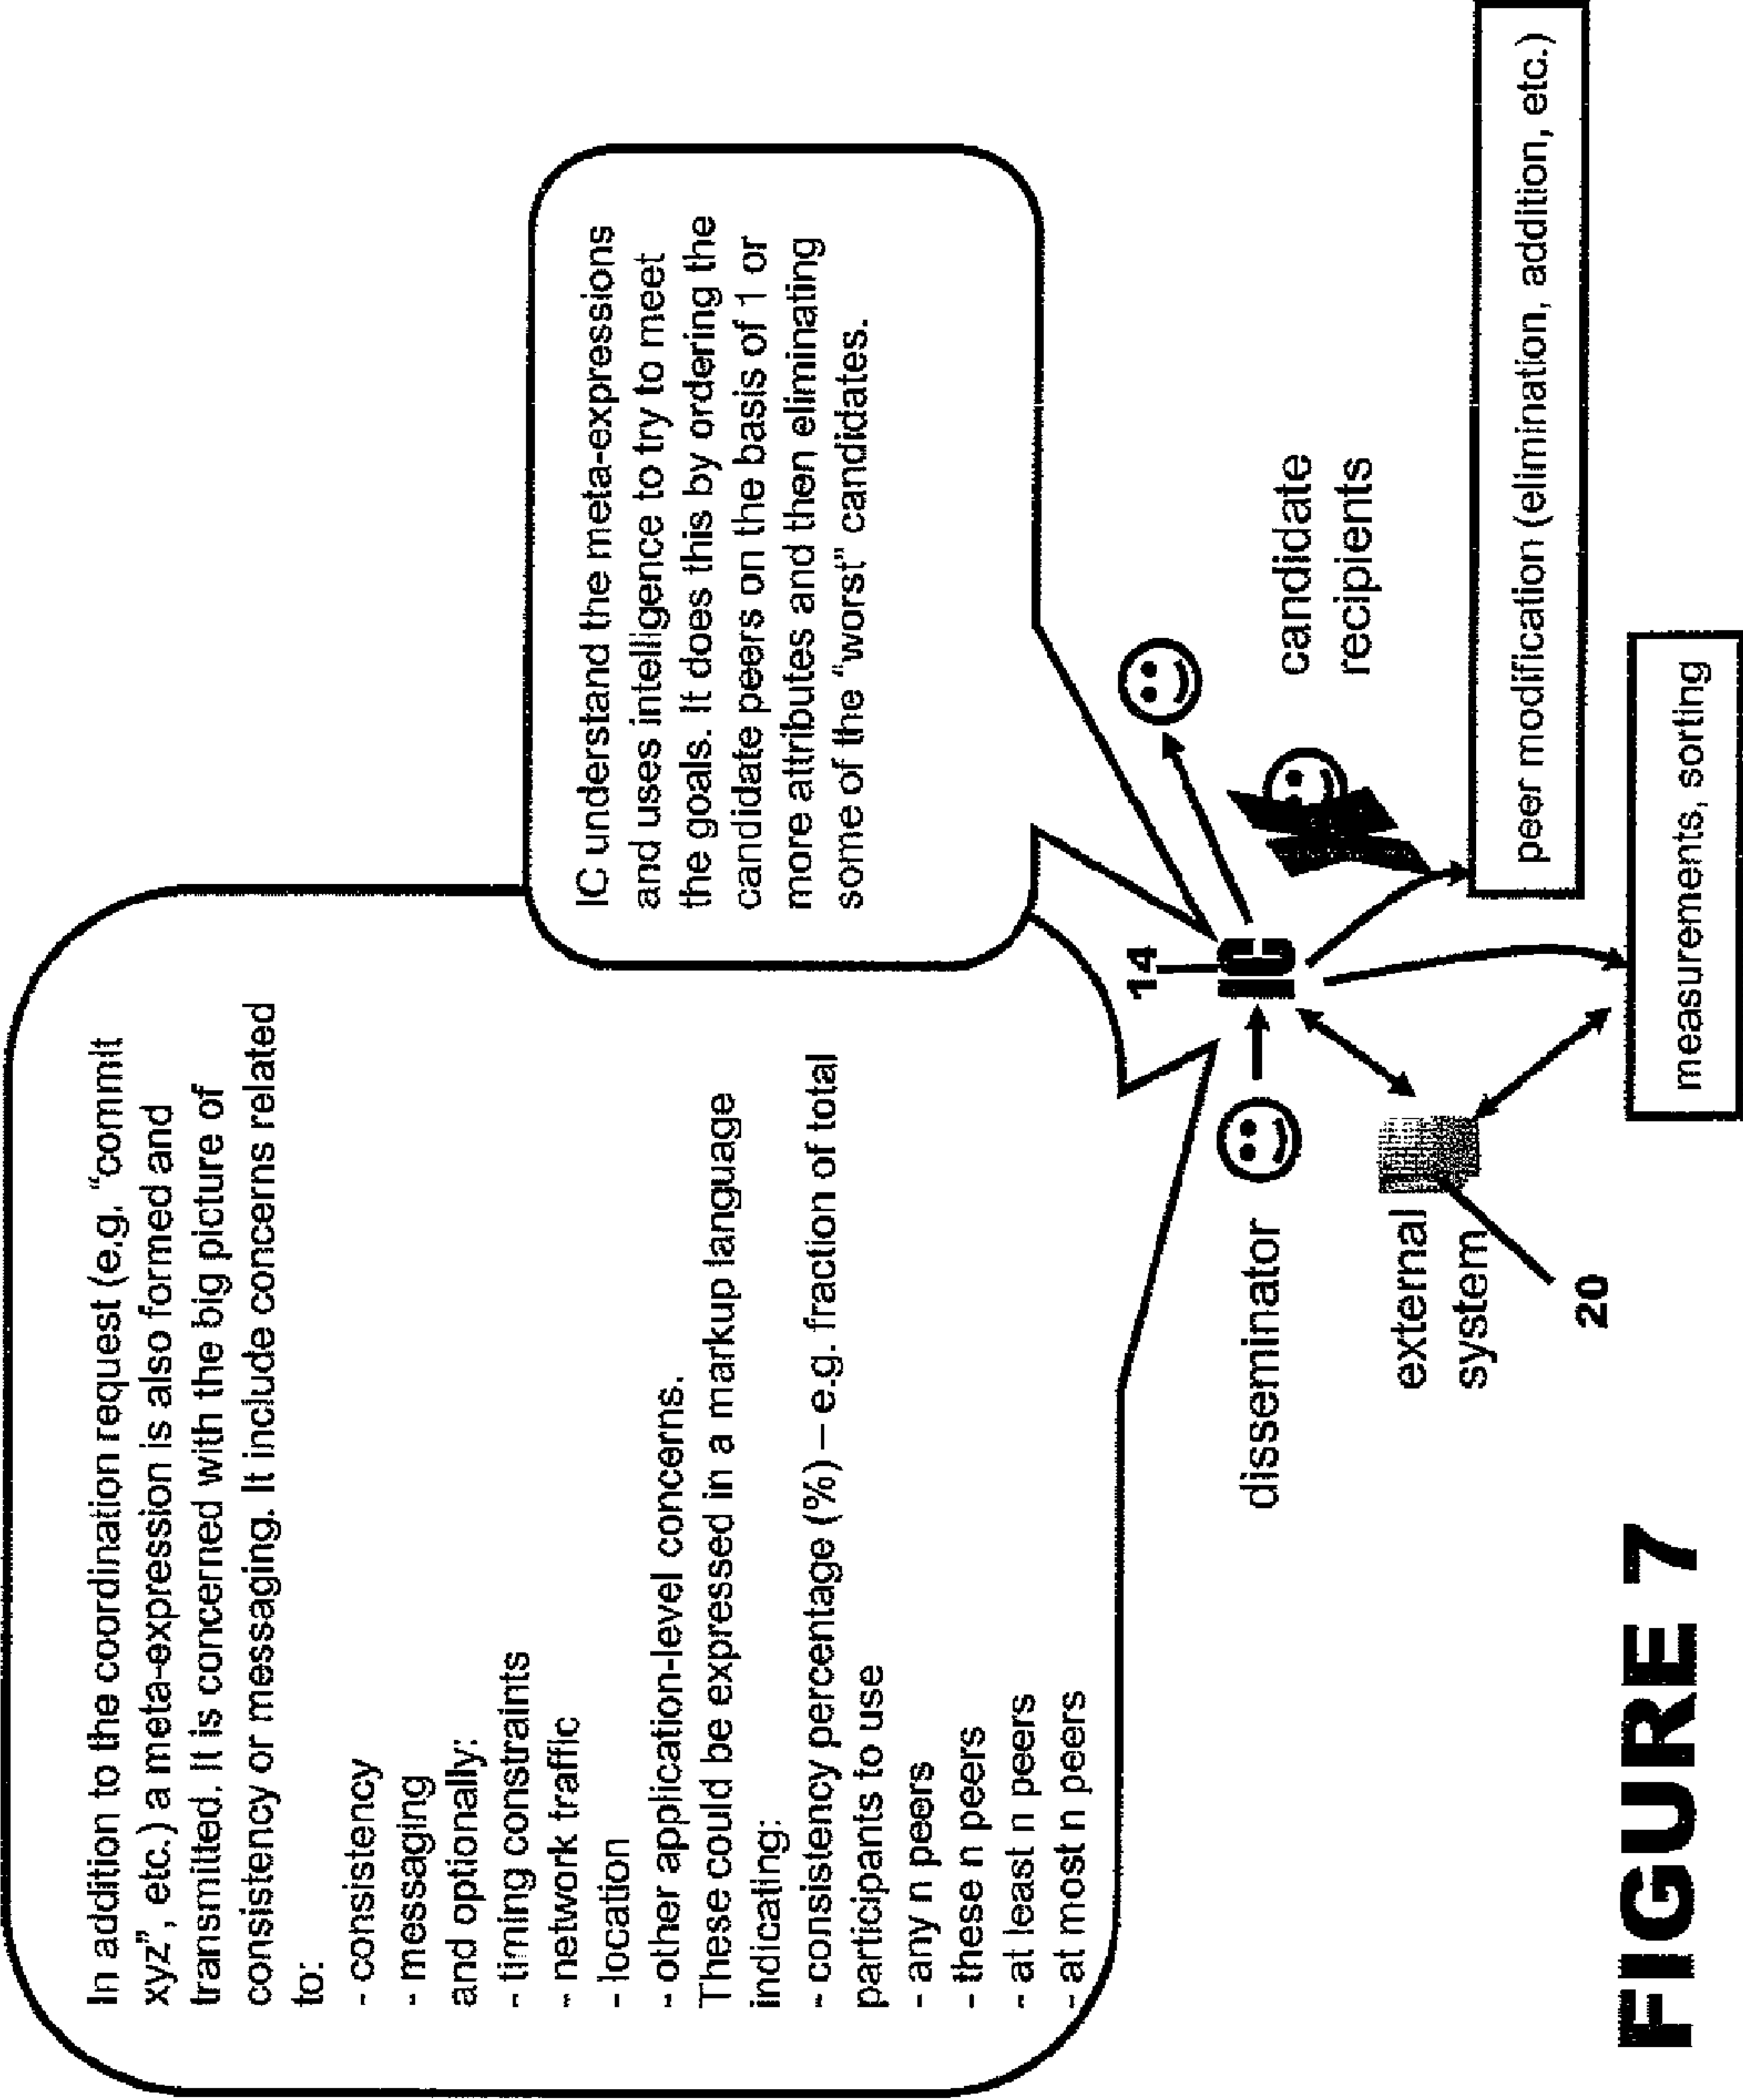 In addition to the coordination request (e.g. "commit
xyz", etc.) a meta-expression is also formed and
transmitted. It is concerned with the big picture of
consistency or messaging. It include concerns related
to:
- consistency
- messaging
and optionally:
- timing constraints
- network traffic
- location
- other application-level concerns.
These could be expressed in a markup language
indicating:
- consistency percentage (%) – e.g. fraction of total
participants to use
- any n peers
- these n peers
- at least n peers
- at most n peers
IC understand the meta-expressions
and uses intelligence to try to meet
the goals. It does this by ordering the
candidate peers on the basis of 1 or
more attributes and then eliminating
some of the "worst" candidates.
14
IC
disseminator
candidate
recipients
external
system
20
peer modification (elimination, addition, etc.)
measurements, sorting
FIGURE 7